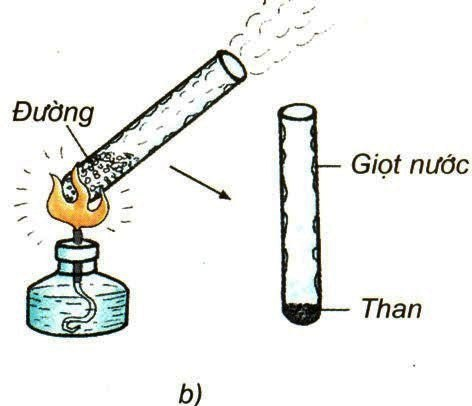 Đường
Giọt nước
Than
b)